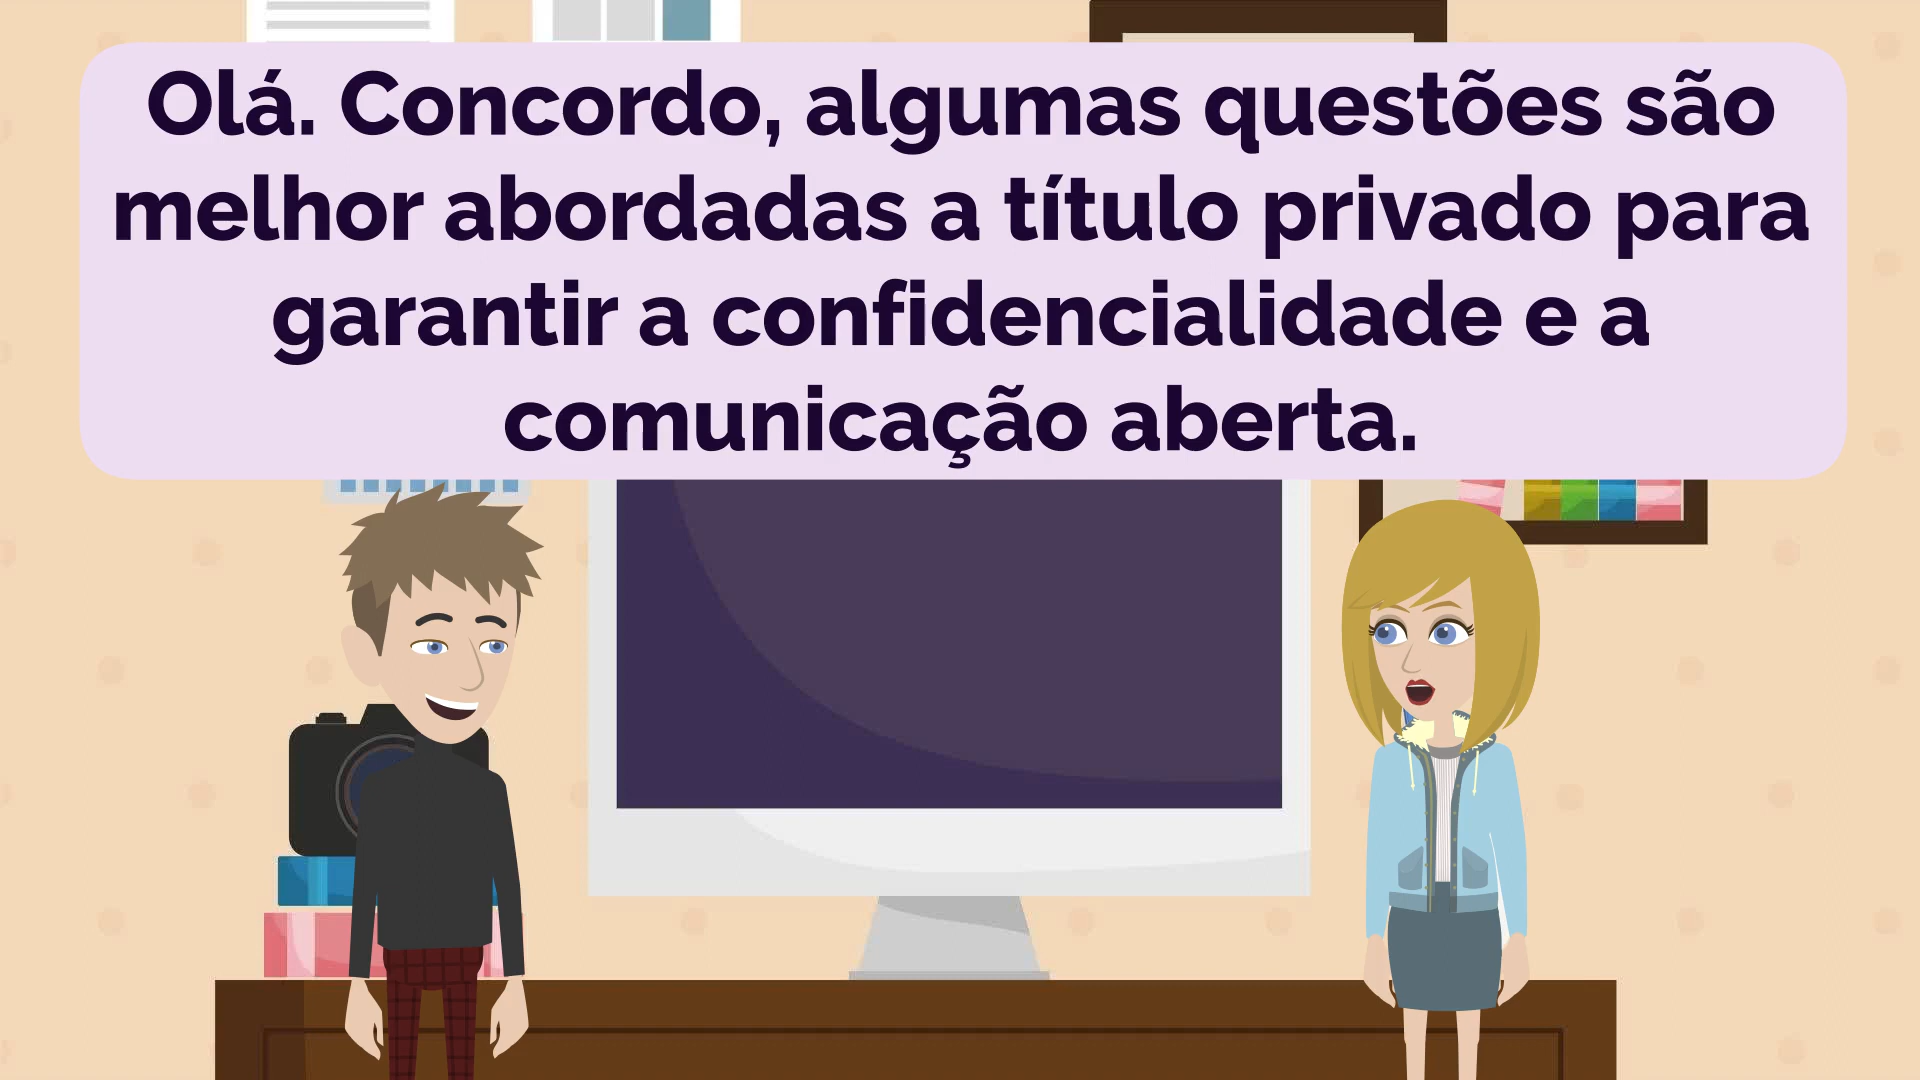 Olá. Concordo, algumas questões são
melhor abordadas a título privado para
garantir a confidencialidade e a
comunicação aberta.